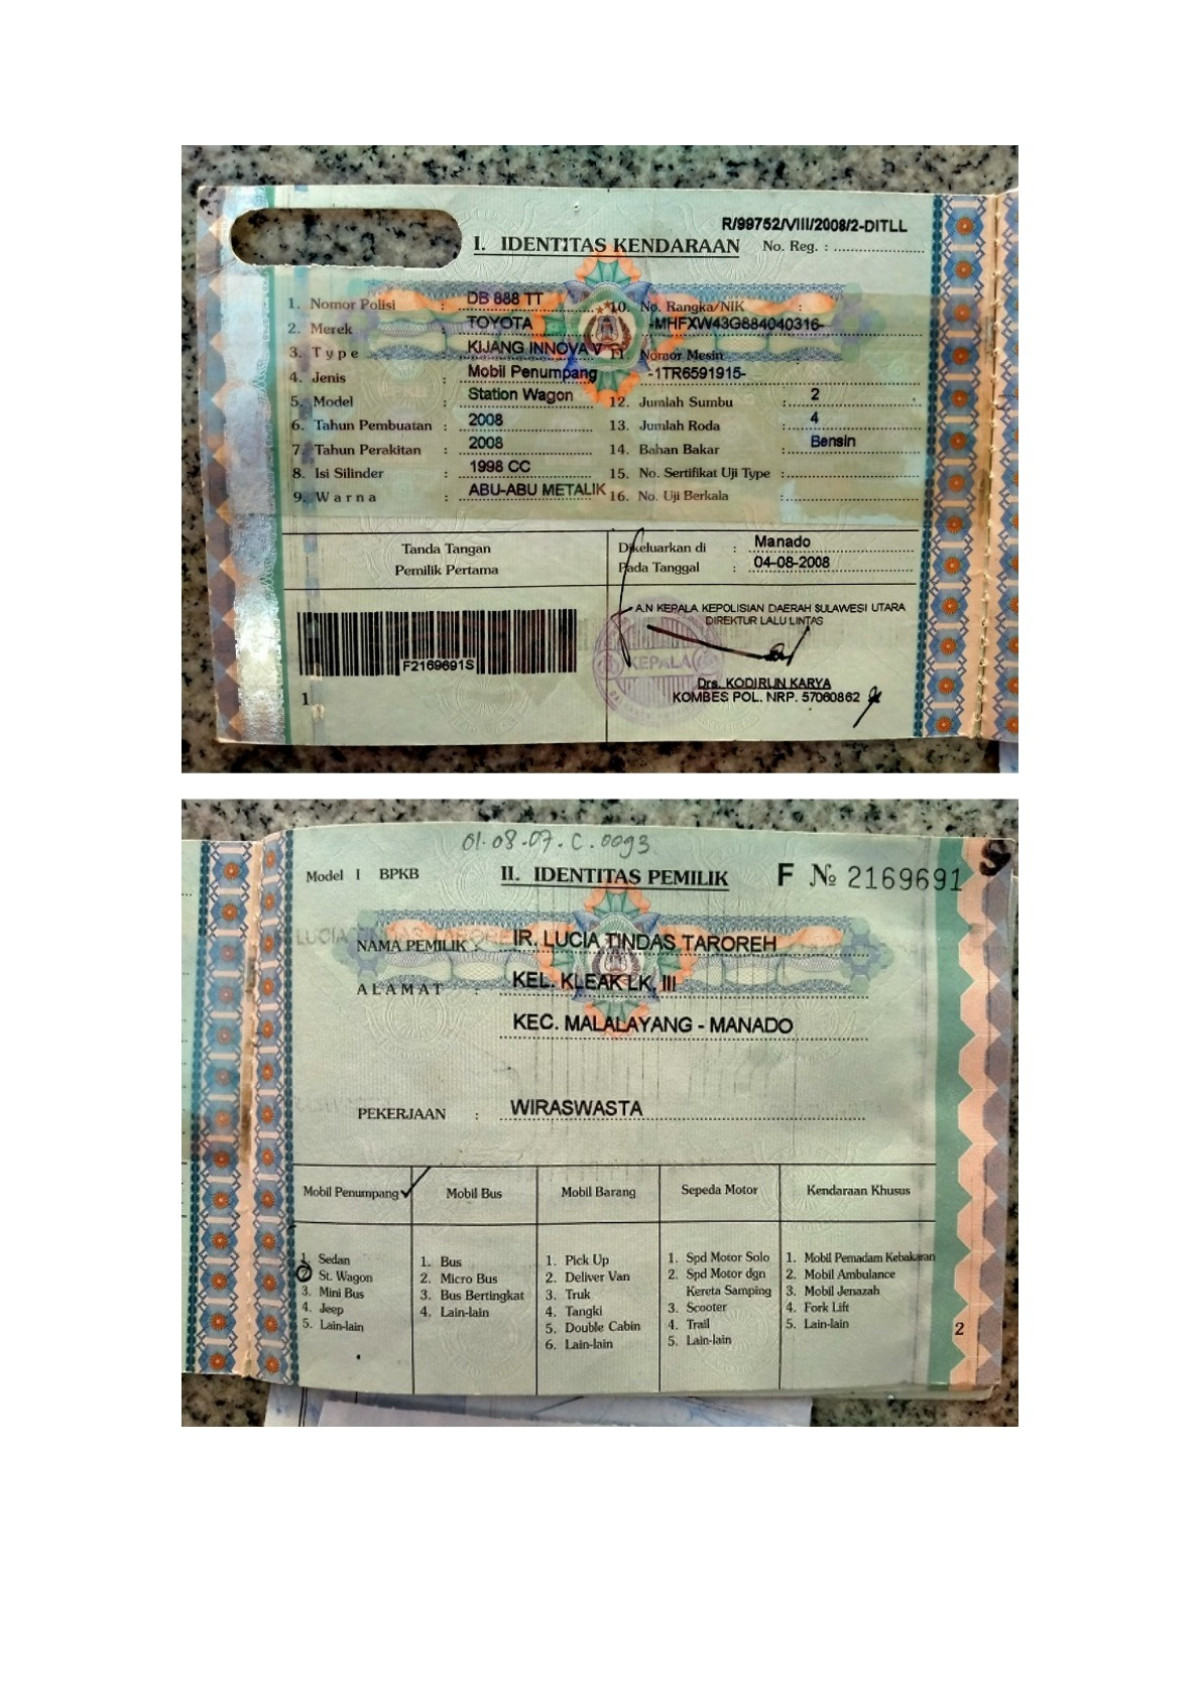 R/99752/VIII/2008/2-DITLL
I. IDENTITAS KENDARAAN No. Reg. :
1. Nomor Polisi : DB 888 TT
2. Merek : TOYOTA
3. Type : KIJANG INNOVA V
4. Jenis : Mobil Penumpang
5. Model : Station Wagon
6. Tahun Pembuatan : 2008
7. Tahun Perakitan : 2008
8. Isi Silinder : 1998 CC
9. Warna : ABU-ABU METALIK
10. No. Rangka/NIK :
-MHFXW43G884040316-
11 Nomor Mesin
-1TR6591915-
12. Jumlah Sumbu : 2
13. Jumlah Roda : 4
14. Bahan Bakar : Bensin
15. No. Sertifikat Uji Type :
16. No. Uji Berkala :
Tanda Tangan
Pemilik Pertama
Dikeluarkan di : Manado
Pada Tanggal : 04-08-2008
F2169691S
1
A.N KEPALA KEPOLISIAN DAERAH SULAWESI UTARA
DIREKTUR LALU LINTAS
KEPALA
Drs. KODIRUN KARYA
KOMBES POL. NRP. 57060862
01.08.07.C.0093
Model I BPKB
II. IDENTITAS PEMILIK
F № 2169691 S
NAMA PEMILIK : IR. LUCIA TINDAS TAROREH
ALAMAT : KEL. KLEAK LK. III
KEC. MALALAYANG - MANADO
PEKERJAAN : WIRASWASTA
Mobil Penumpang ✓
Mobil Bus
Mobil Barang
Sepeda Motor
Kendaraan Khusus
1. Sedan
2. St. Wagon
3. Mini Bus
4. Jeep
5. Lain-lain
1. Bus
2. Micro Bus
3. Bus Bertingkat
4. Lain-lain
1. Pick Up
2. Deliver Van
3. Truk
4. Tangki
5. Double Cabin
6. Lain-lain
1. Spd Motor Solo
2. Spd Motor dgn
Kereta Samping
3. Scooter
4. Trail
5. Lain-lain
1. Mobil Pemadam Kebakaran
2. Mobil Ambulance
3. Mobil Jenazah
4. Fork Lift
5. Lain-lain
2